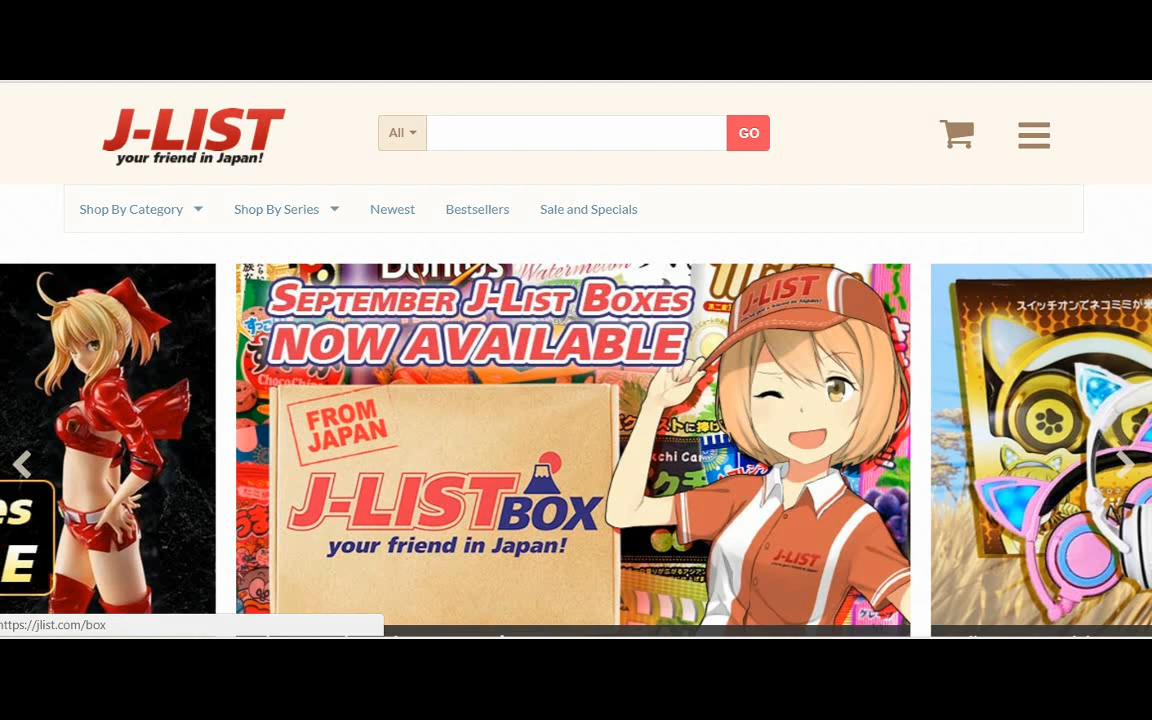 J-LIST
your friend in Japan!
All
GO
Shop By Category
Shop By Series
Newest
Bestsellers
Sale and Specials
Watermelon
SEPTEMBER J-LIST BOXES
NOW AVAILABLE
J-LIST
スイッチオンでネコミミが
FROM
JAPAN
J-LIST BOX
your friend in Japan!
J-LIST
es
E
https://jlist.com/box